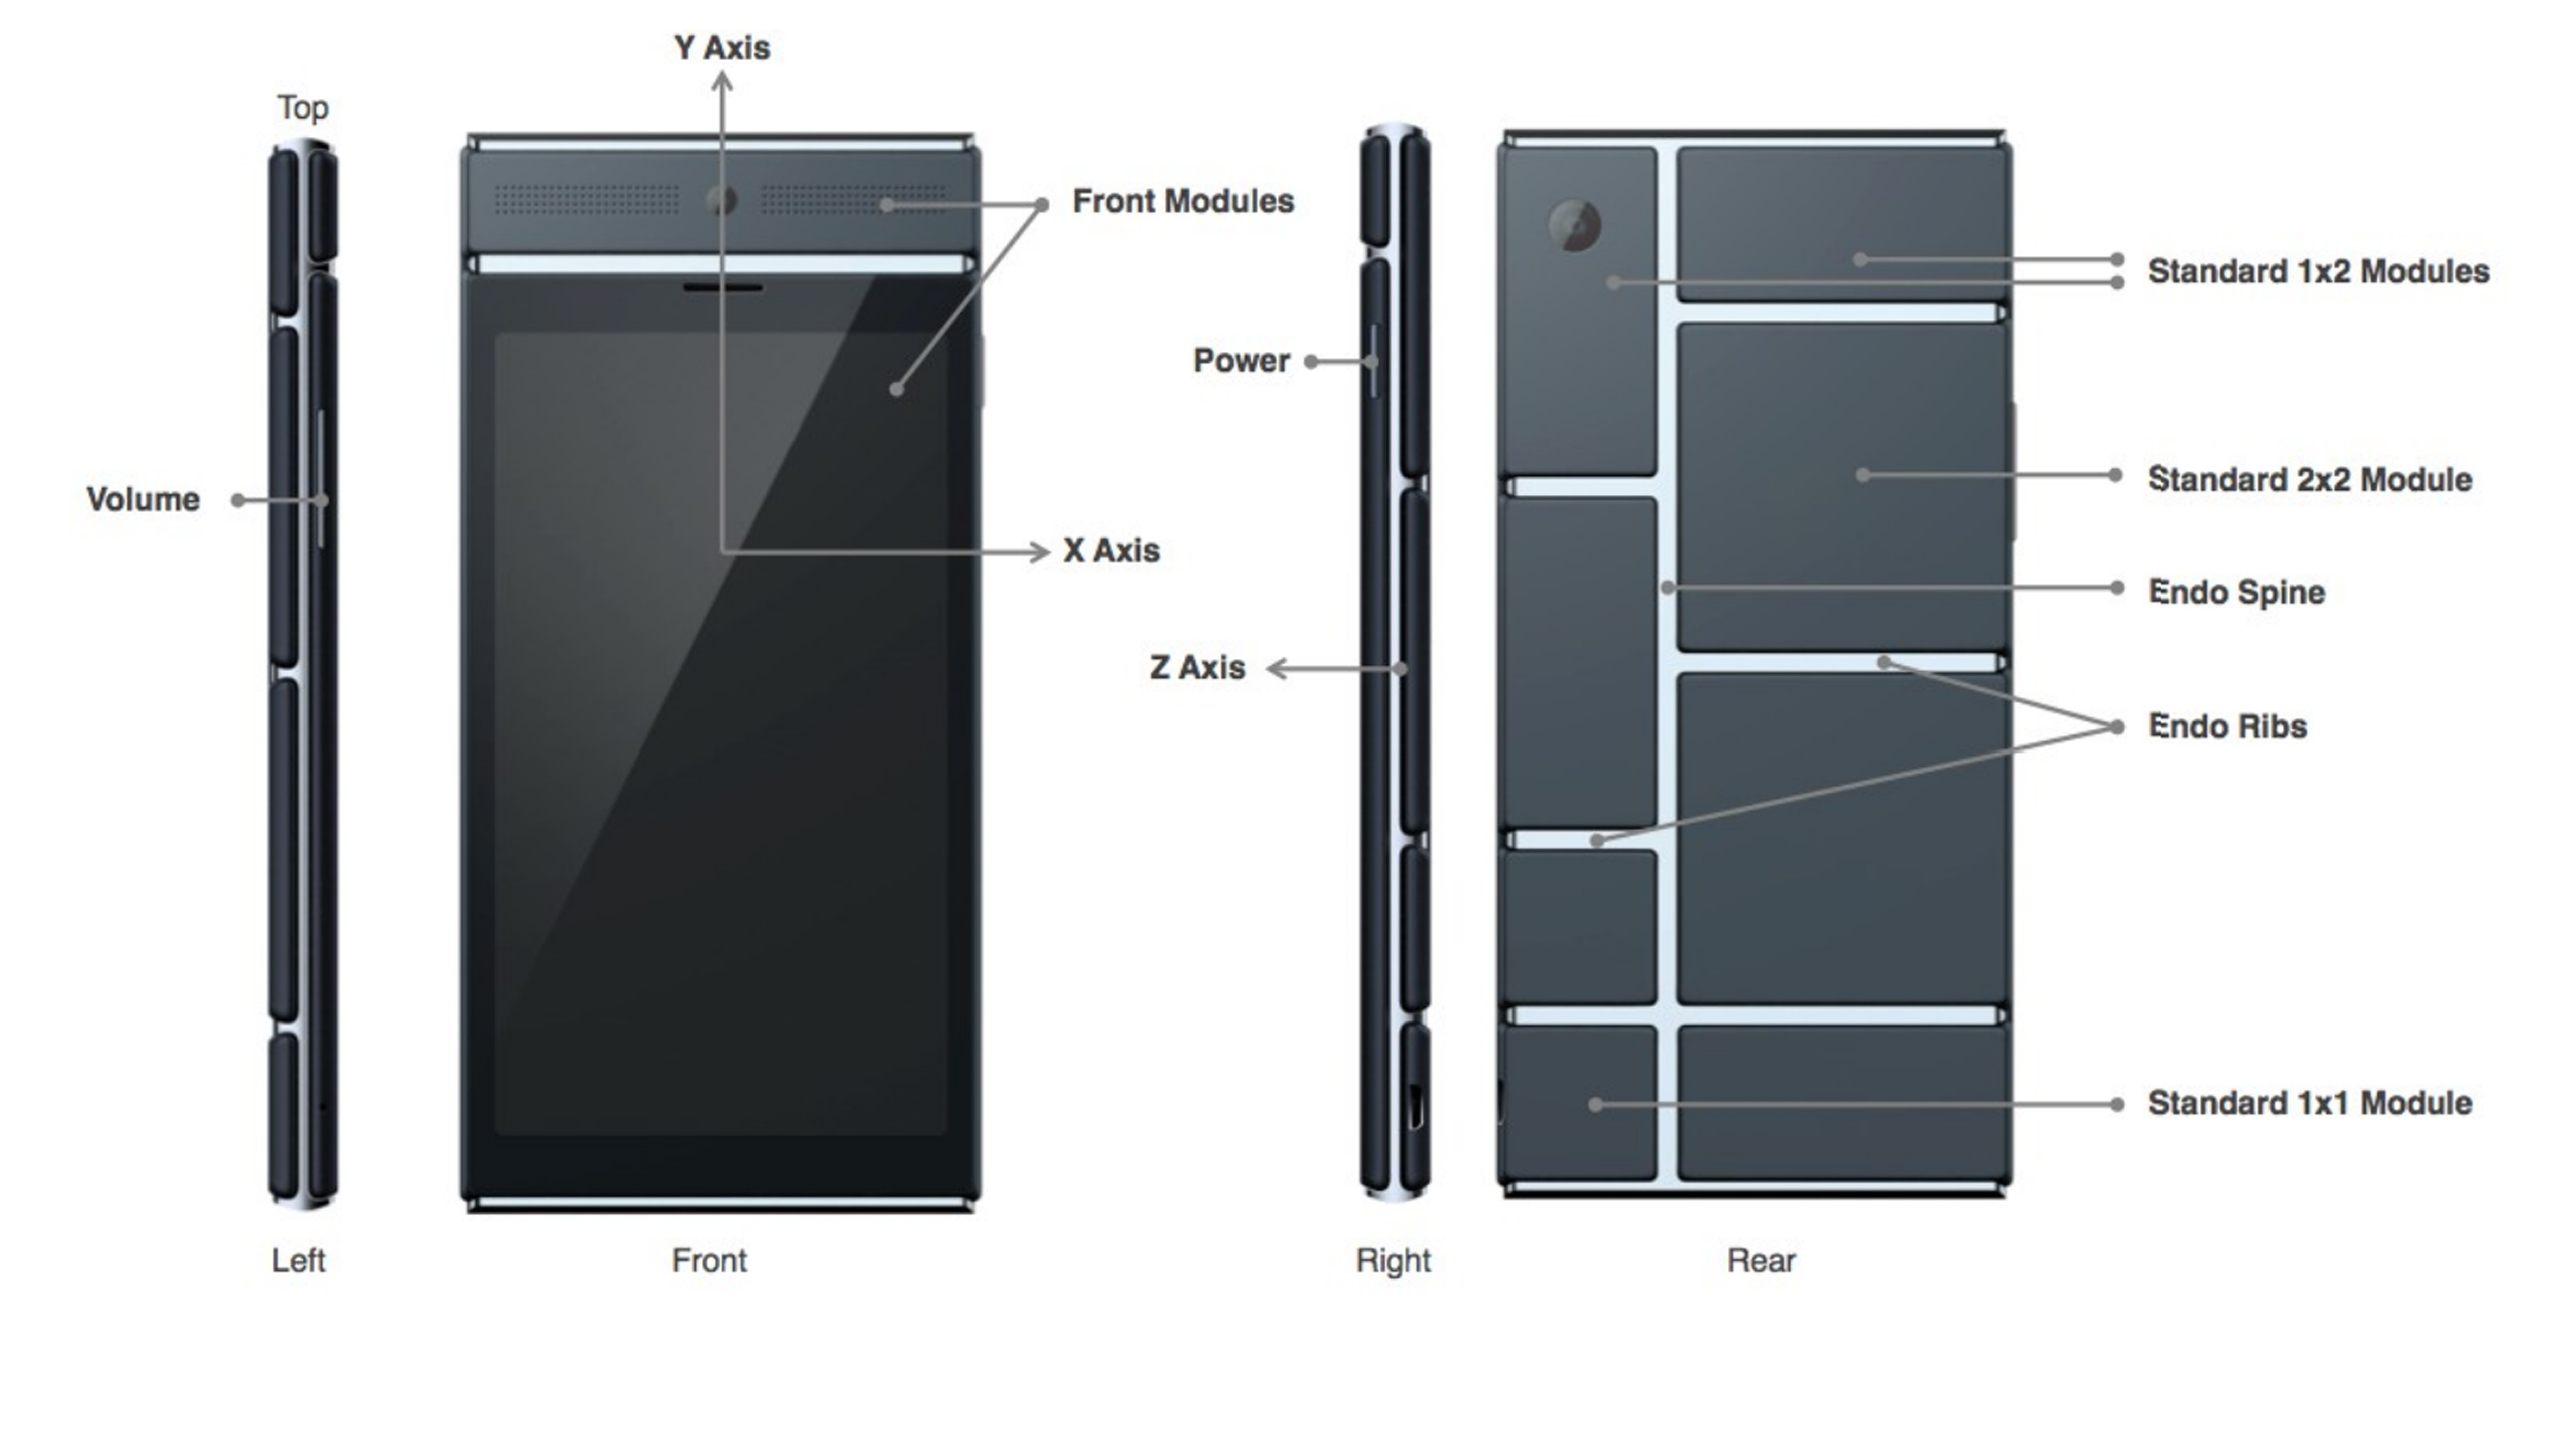 Y Axis
Top
Front Modules
Standard 1x2 Modules
Power
Standard 2x2 Module
Volume
X Axis
Endo Spine
Z Axis
Endo Ribs
Standard 1x1 Module
Left
Front
Right
Rear